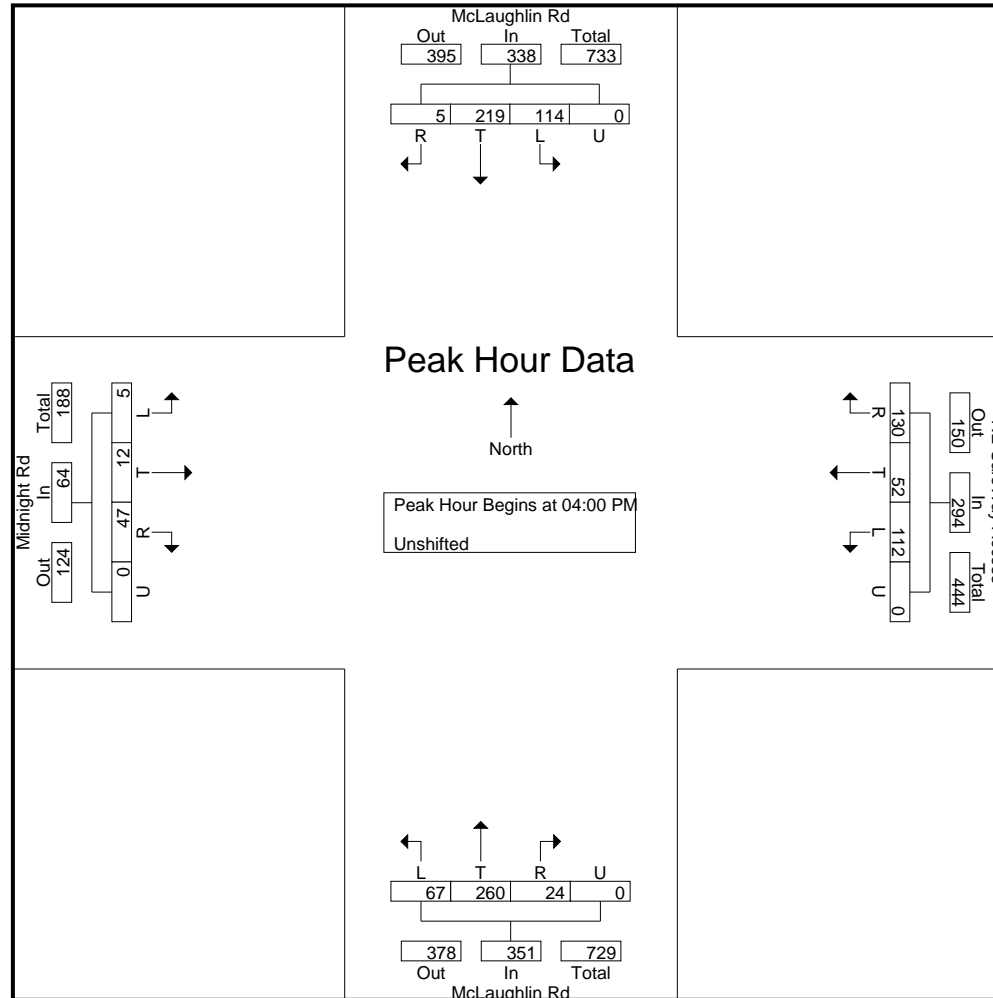 McLaughlin Rd
Out In Total
395 338 733
5 219 114 0
R T L U
Peak Hour Data
North
Peak Hour Begins at 04:00 PM
Unshifted
Midnight Rd
Total In Out
188 64 124
5 12 47 0
L T R U
Out In Total
150 294 444
130 52 112 0
R T L U
L T R U
67 260 24 0
378 351 729
Out In Total
McLaughlin Rd